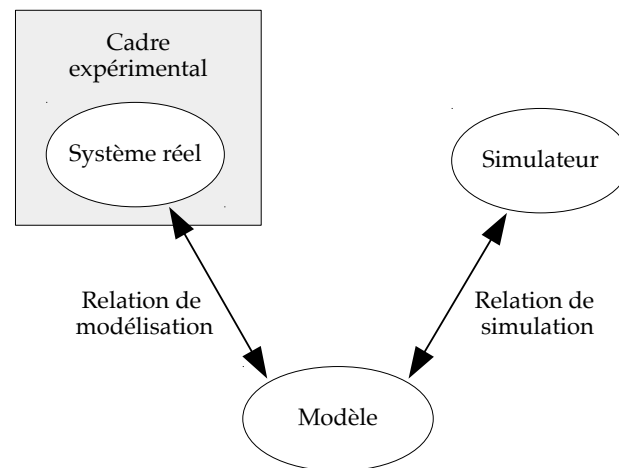 Cadre
expérimental
Système réel
Simulateur
Relation de
modélisation
Relation de
simulation
Modèle